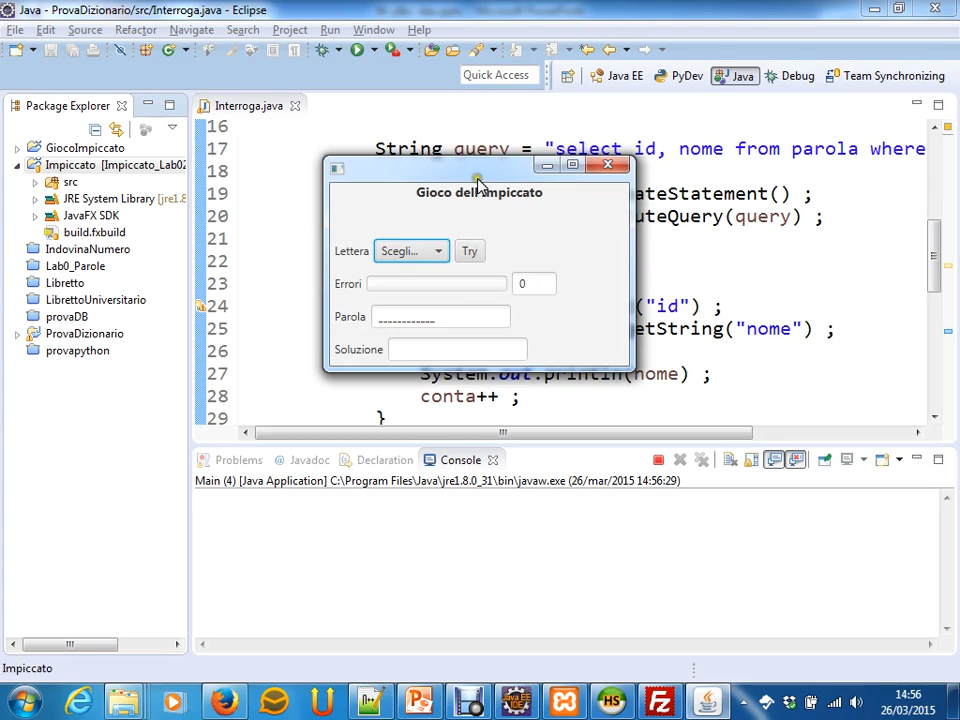 Java - ProvaDizionario/src/Interroga.java - Eclipse
File Edit Source Refactor Navigate Search Project Run Window Help
Quick Access
Java EE
PyDev
Java
Debug
Team Synchronizing
Package Explorer
Interroga.java
GiocoImpiccato
Impiccato [Impiccato_Lab02
src
JRE System Library [jre1.8
JavaFX SDK
build.fxbuild
IndovinaNumero
Lab0_Parole
Libretto
LibrettoUniversitario
provaDB
ProvaDizionario
provapython
16
17 String query = "select id, nome from parola where
18
19 ateStatement() ;
20 uteQuery(query) ;
21
22
23
24 ("id") ;
25 etString("nome") ;
26
27 System.out.println(nome) ;
28 conta++ ;
29 }
Gioco dell'Impiccato
Lettera Scegli... Try
Errori 0
Parola ____________
Soluzione
Problems
@ Javadoc
Declaration
Console
Main (4) [Java Application] C:\Program Files\Java\jre1.8.0_31\bin\javaw.exe (26/mar/2015 14:56:29)
Impiccato
14:56
26/03/2015